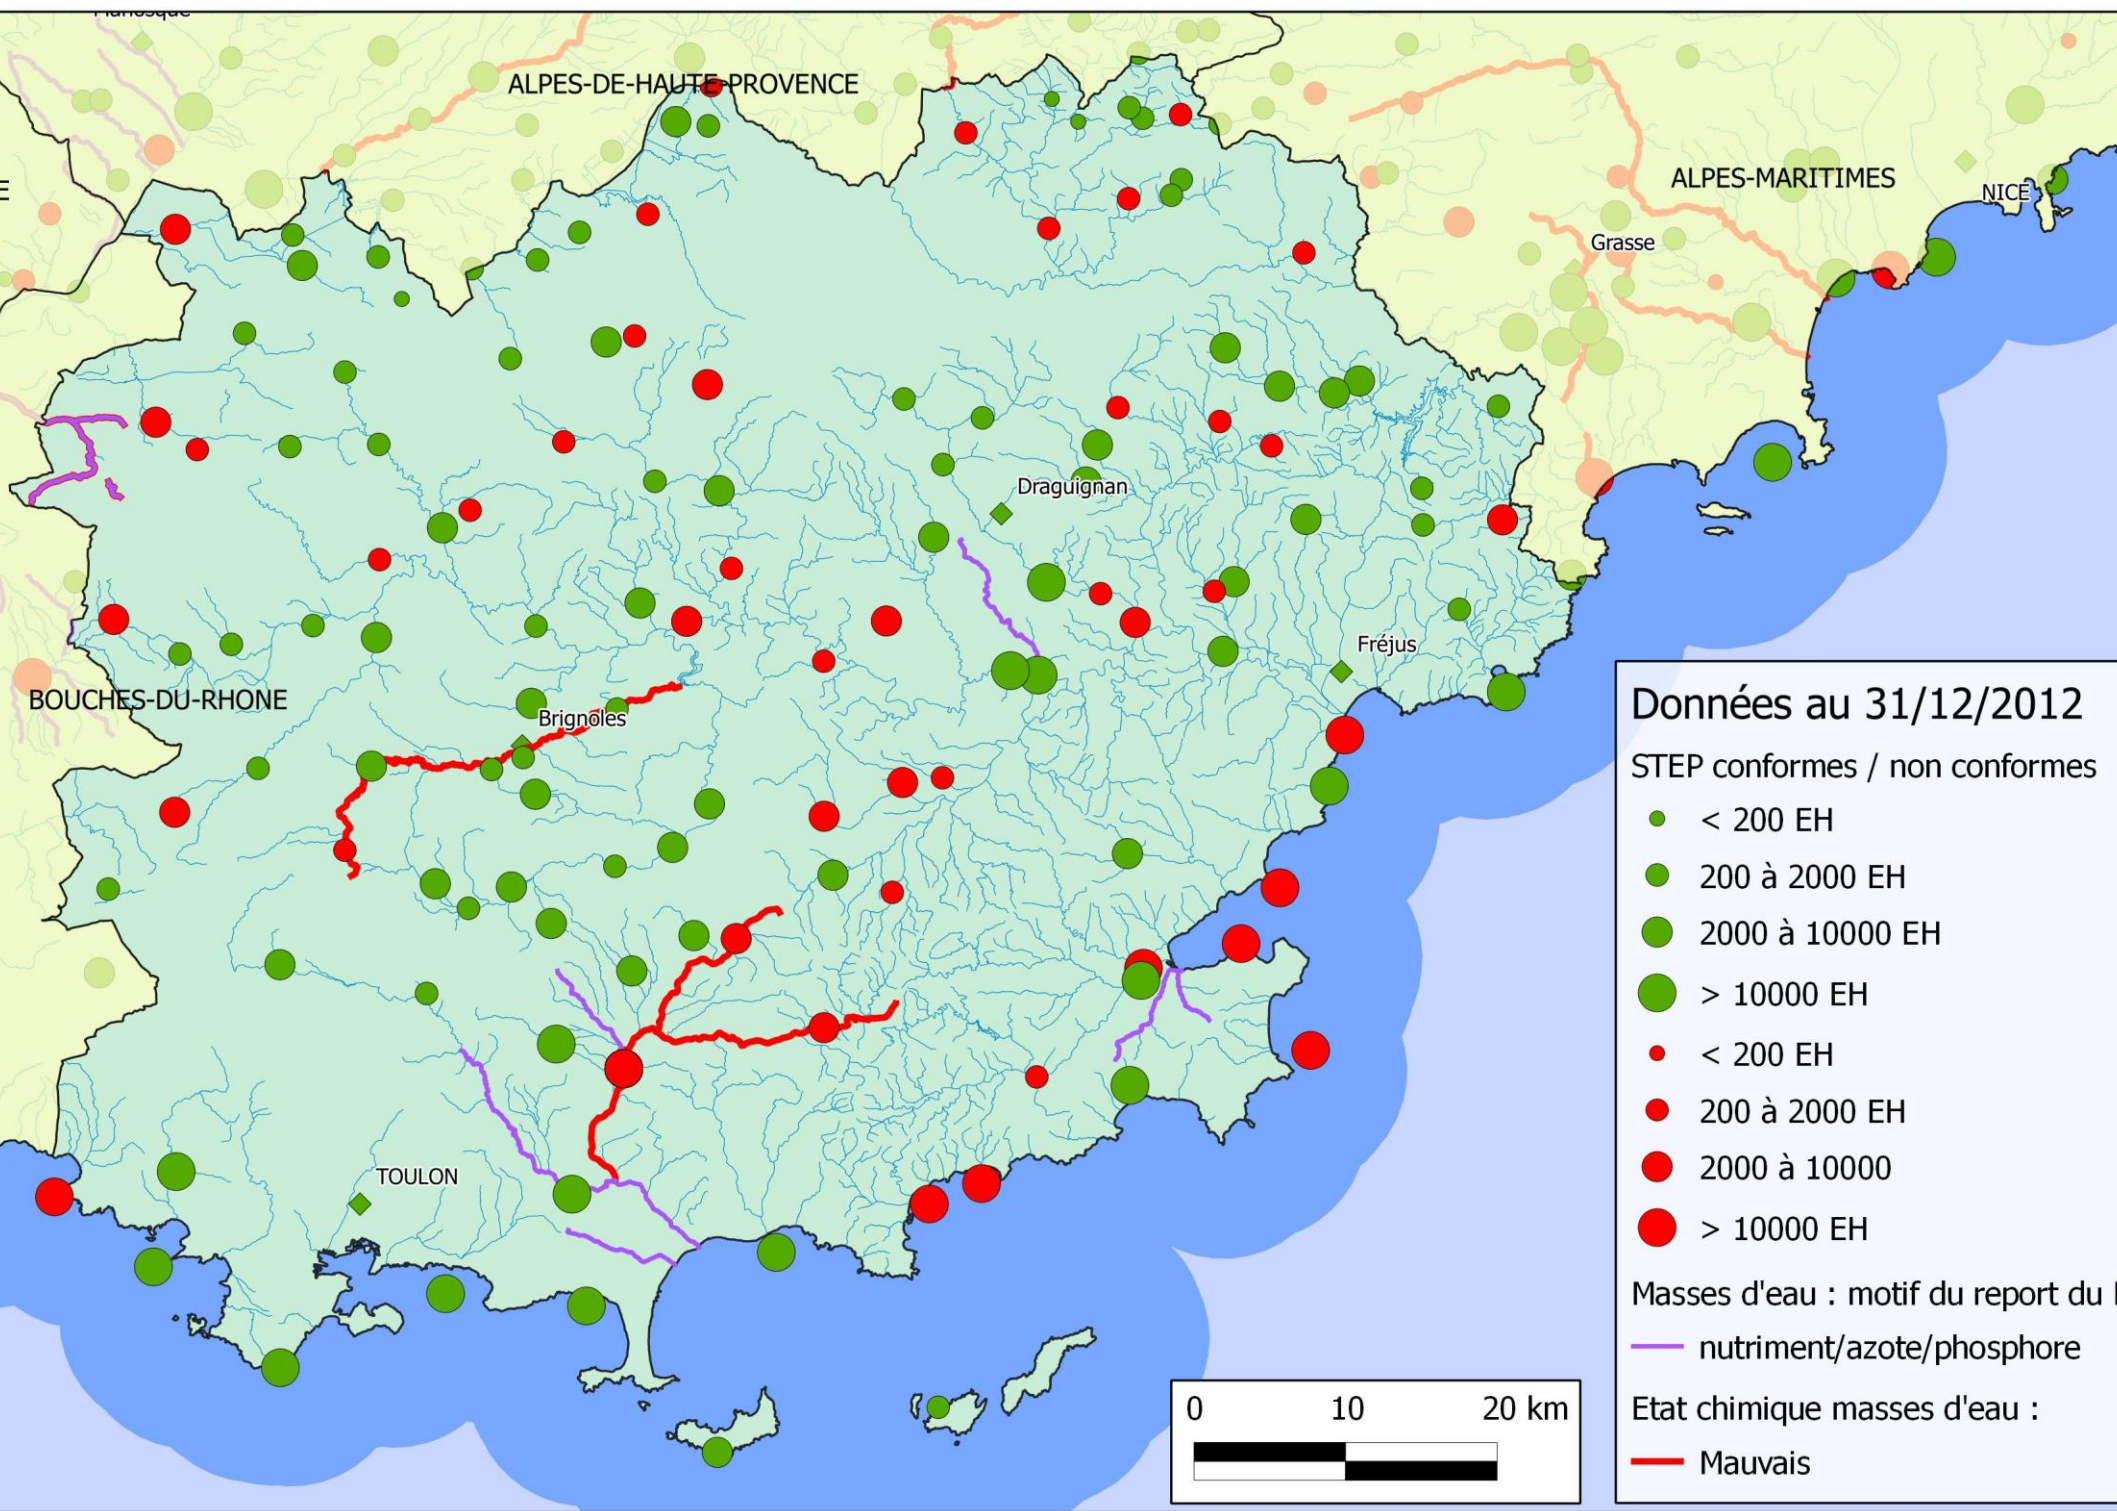 ALPES-DE-HAUTE-PROVENCE
ALPES-MARITIMES
NICE
E
Grasse
Draguignan
Fréjus
BOUCHES-DU-RHONE
Brignoles
TOULON
Données au 31/12/2012
STEP conformes / non conformes
< 200 EH
200 à 2000 EH
2000 à 10000 EH
> 10000 EH
< 200 EH
200 à 2000 EH
2000 à 10000
> 10000 EH
Masses d'eau : motif du report du
nutriment/azote/phosphore
Etat chimique masses d'eau :
Mauvais
0 10 20 km